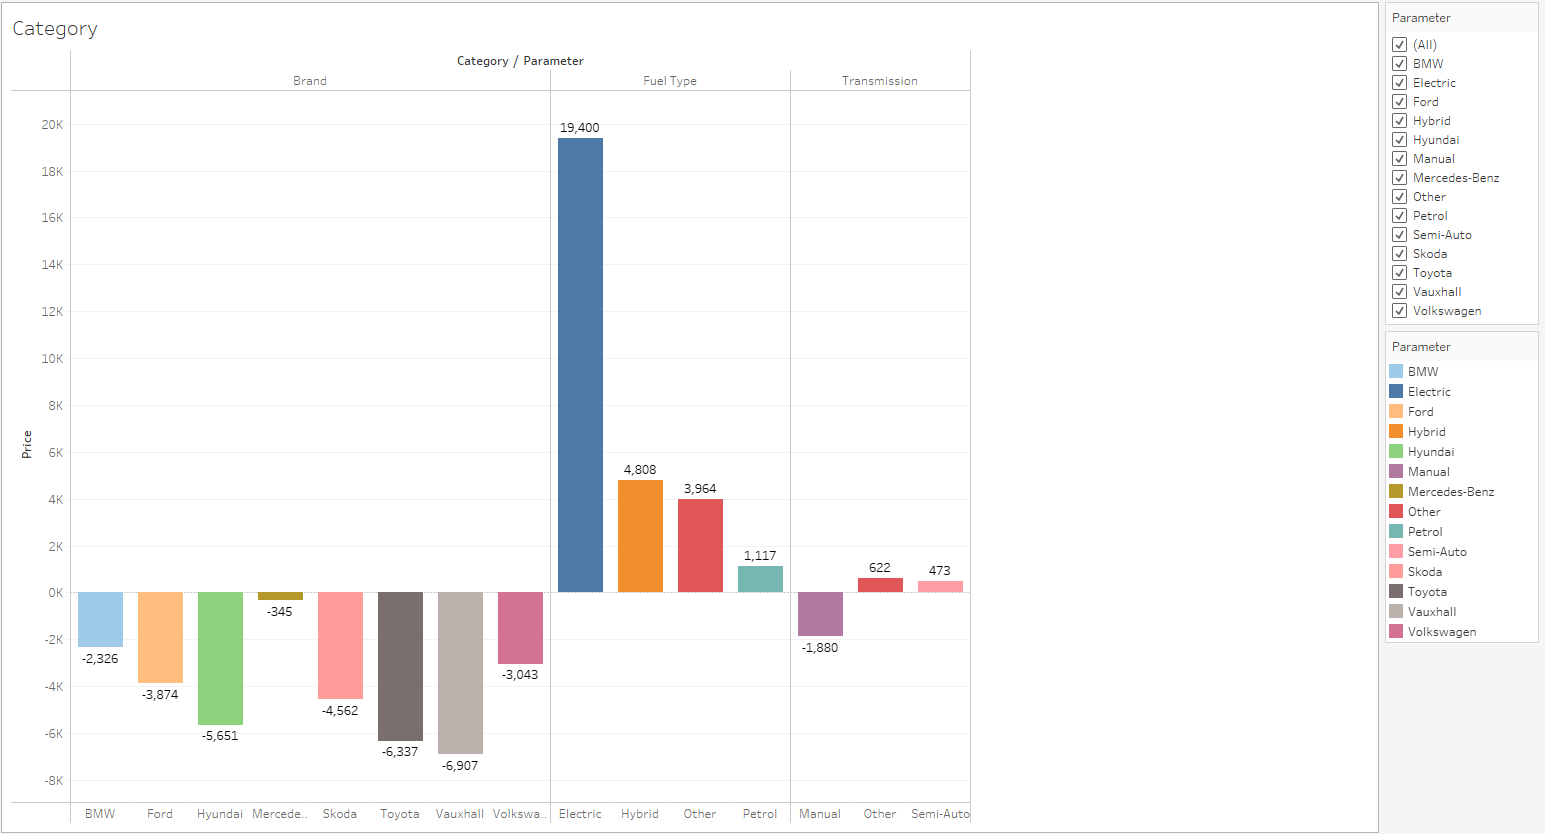 Category
Category / Parameter
Brand Fuel Type Transmission
20K
18K
16K
14K
12K
10K
8K
6K
4K
2K
0K
-2K
-4K
-6K
-8K
Price
-2,326
-3,874
-5,651
-345
-4,562
-6,337
-6,907
-3,043
19,400
4,808
3,964
1,117
-1,880
622
473
BMW Ford Hyundai Mercede.. Skoda Toyota Vauxhall Volkswa.. Electric Hybrid Other Petrol Manual Other Semi-Auto
Parameter
(All)
BMW
Electric
Ford
Hybrid
Hyundai
Manual
Mercedes-Benz
Other
Petrol
Semi-Auto
Skoda
Toyota
Vauxhall
Volkswagen
Parameter
BMW
Electric
Ford
Hybrid
Hyundai
Manual
Mercedes-Benz
Other
Petrol
Semi-Auto
Skoda
Toyota
Vauxhall
Volkswagen